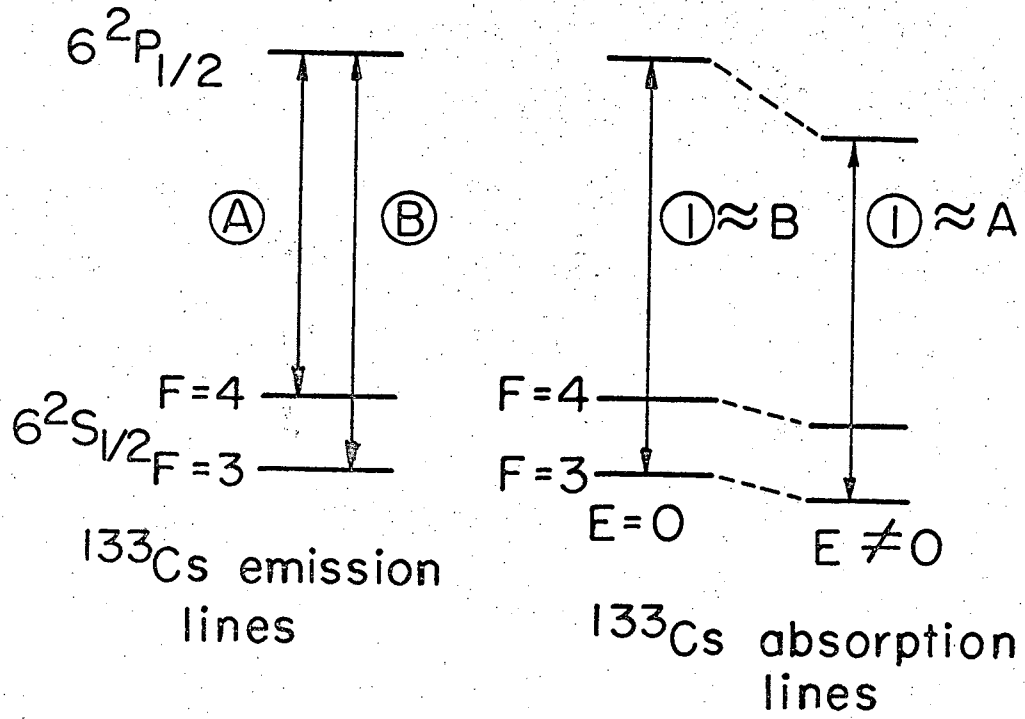 6²P₁/₂
Ⓐ
Ⓑ
F=4
6²S₁/₂
F=3
¹³³Cs emission
lines
① ≈ B
① ≈ A
F=4
F=3
E=0
E ≠ 0
¹³³Cs absorption
lines